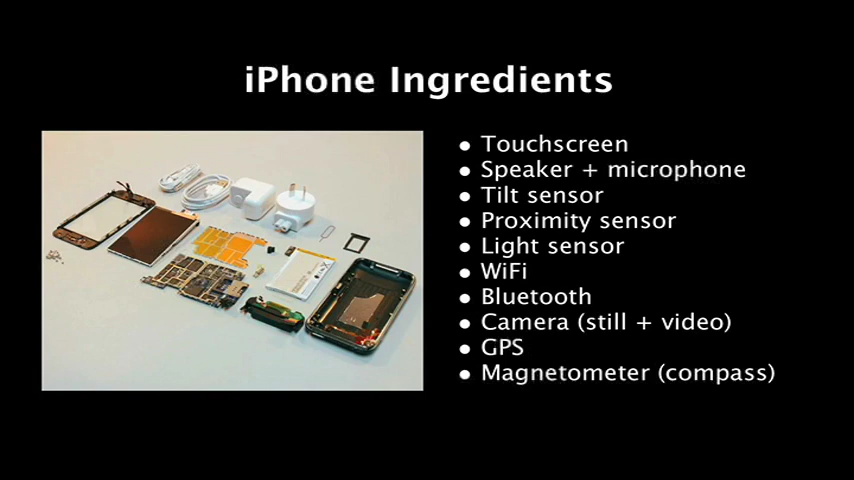 iPhone Ingredients
• Touchscreen
• Speaker + microphone
• Tilt sensor
• Proximity sensor
• Light sensor
• WiFi
• Bluetooth
• Camera (still + video)
• GPS
• Magnetometer (compass)